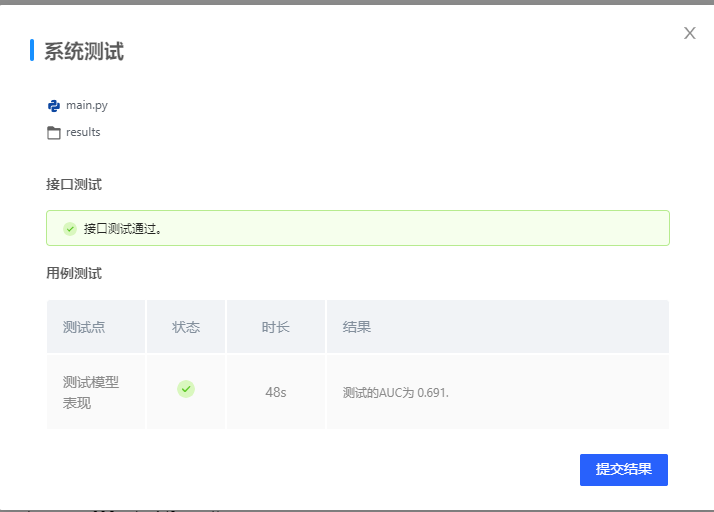 X
系统测试
main.py
results
接口测试
接口测试通过。
用例测试
测试点 状态 时长 结果
测试模型
表现
48s
测试的AUC为 0.691.
提交结果